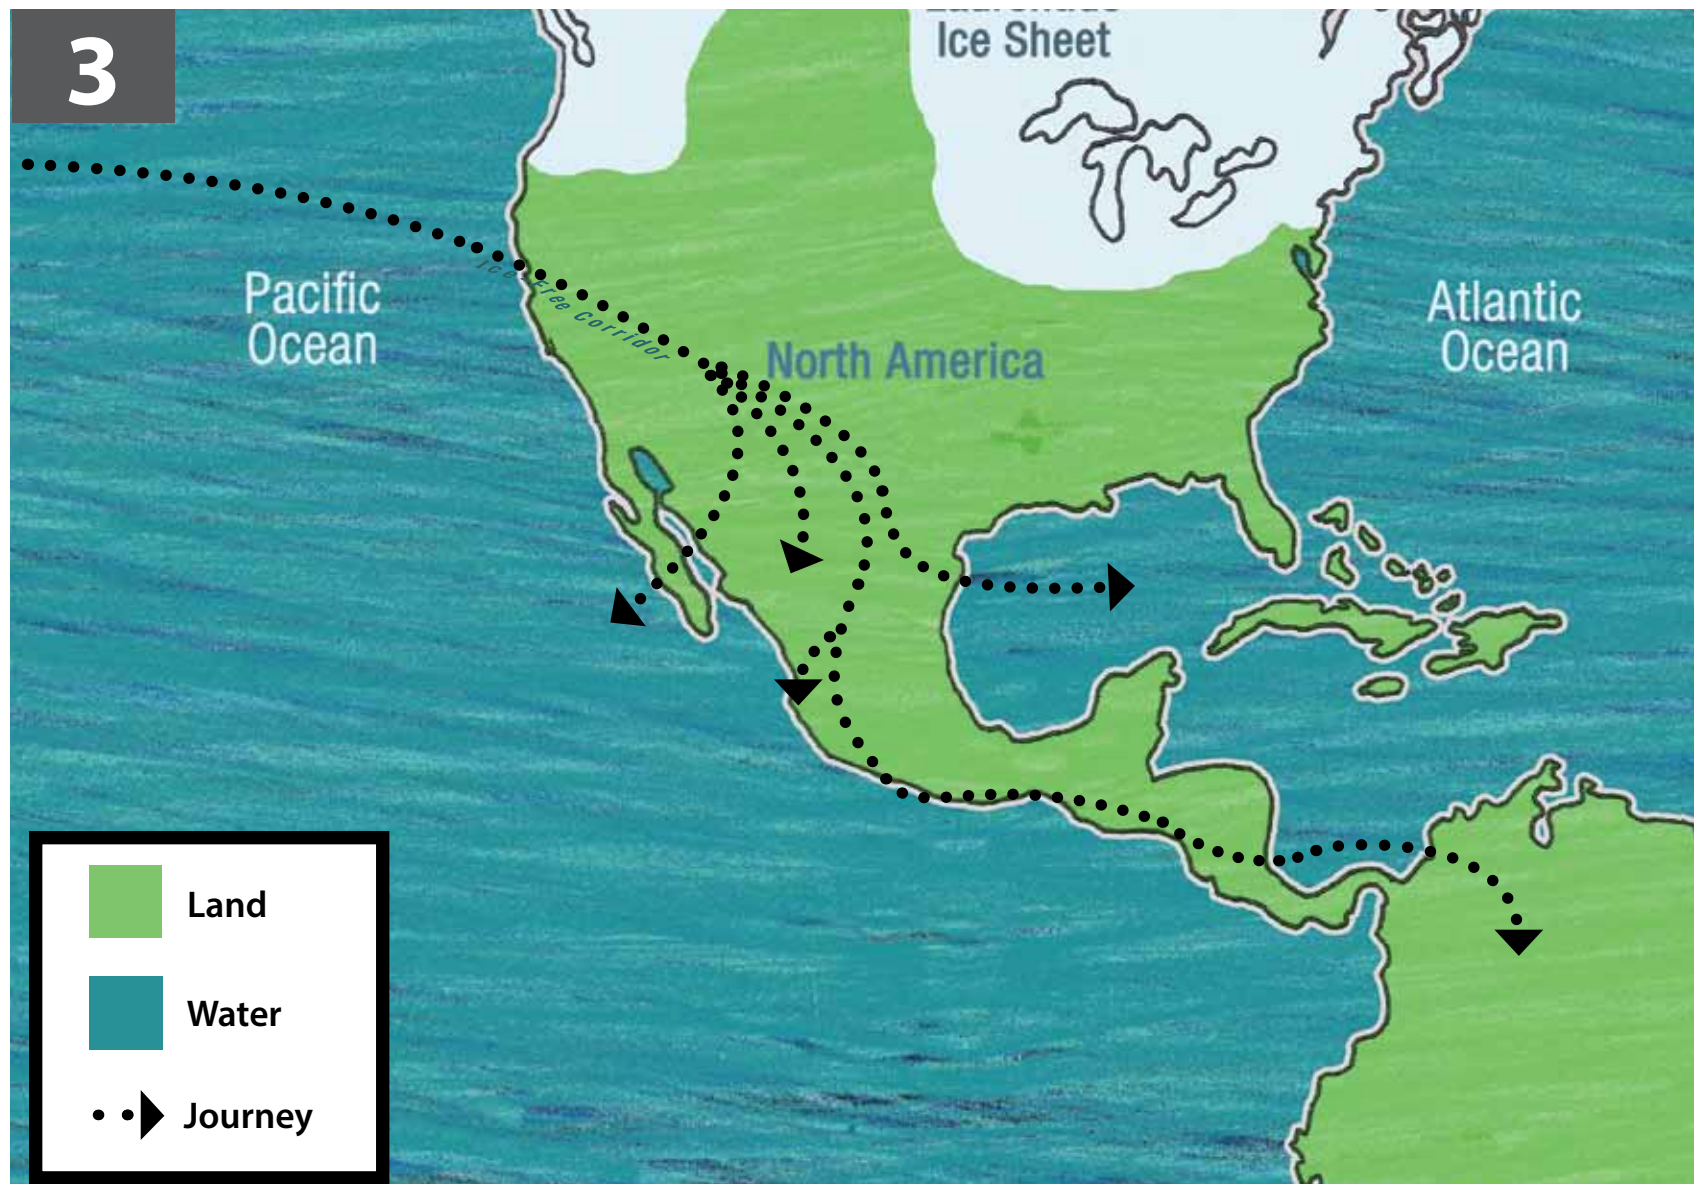 3
Ice Sheet
Pacific
Ocean
Ice-Free Corridor
North America
Atlantic
Ocean
Land
Water
Journey